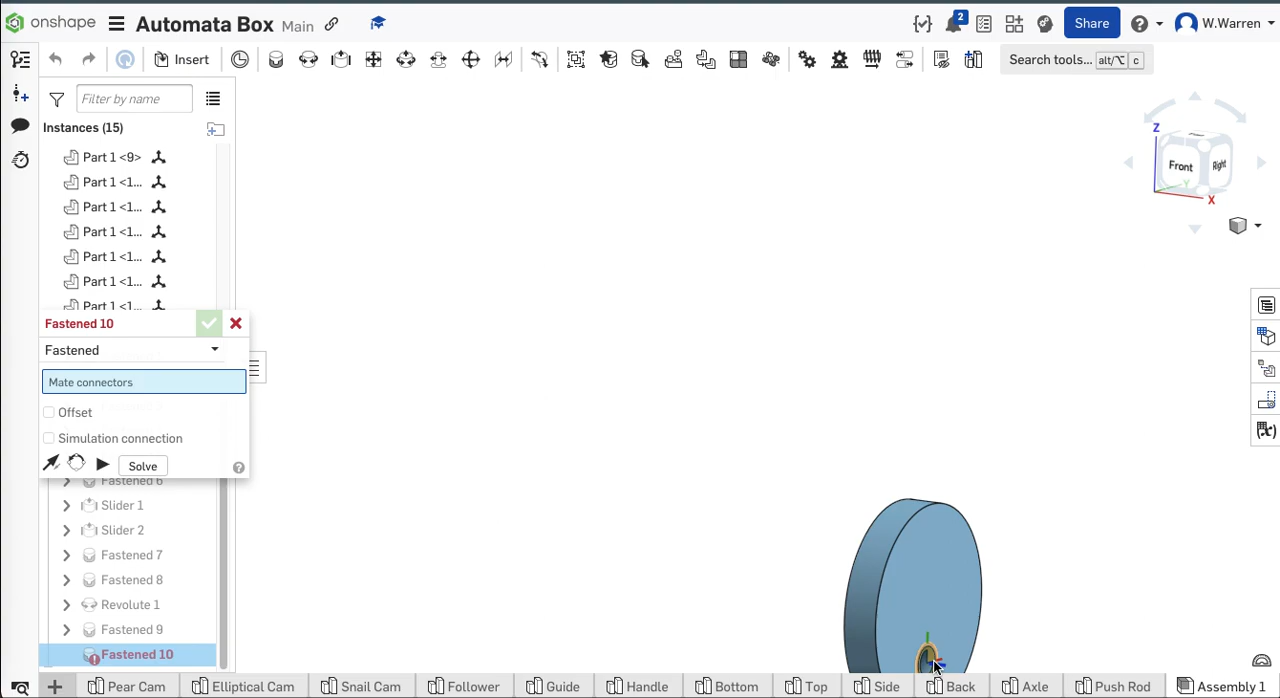 onshape Automata Box Main 2 Share W.Warren
Insert Search tools... alt/⌥ c
Filter by name
Instances (15)
Part 1 <9>
Part 1 <1...
Part 1 <1...
Part 1 <1...
Part 1 <1...
Part 1 <1...
Part 1 <1...
Fastened 10
Fastened
Mate connectors
Offset
Simulation connection
Solve
Fastened 6
Slider 1
Slider 2
Fastened 7
Fastened 8
Revolute 1
Fastened 9
Fastened 10
Z
Front Right
Y
X
Pear Cam Elliptical Cam Snail Cam Follower Guide Handle Bottom Top Side Back Axle Push Rod Assembly 1